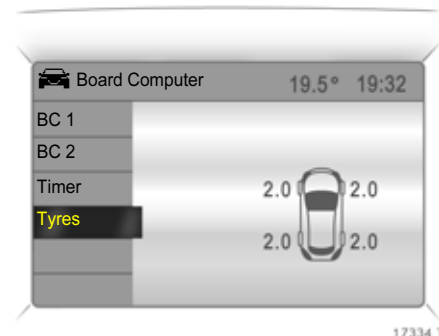 Board Computer 19.5° 19:32
BC 1
BC 2
Timer
Tyres
2.0 2.0
2.0 2.0
17334